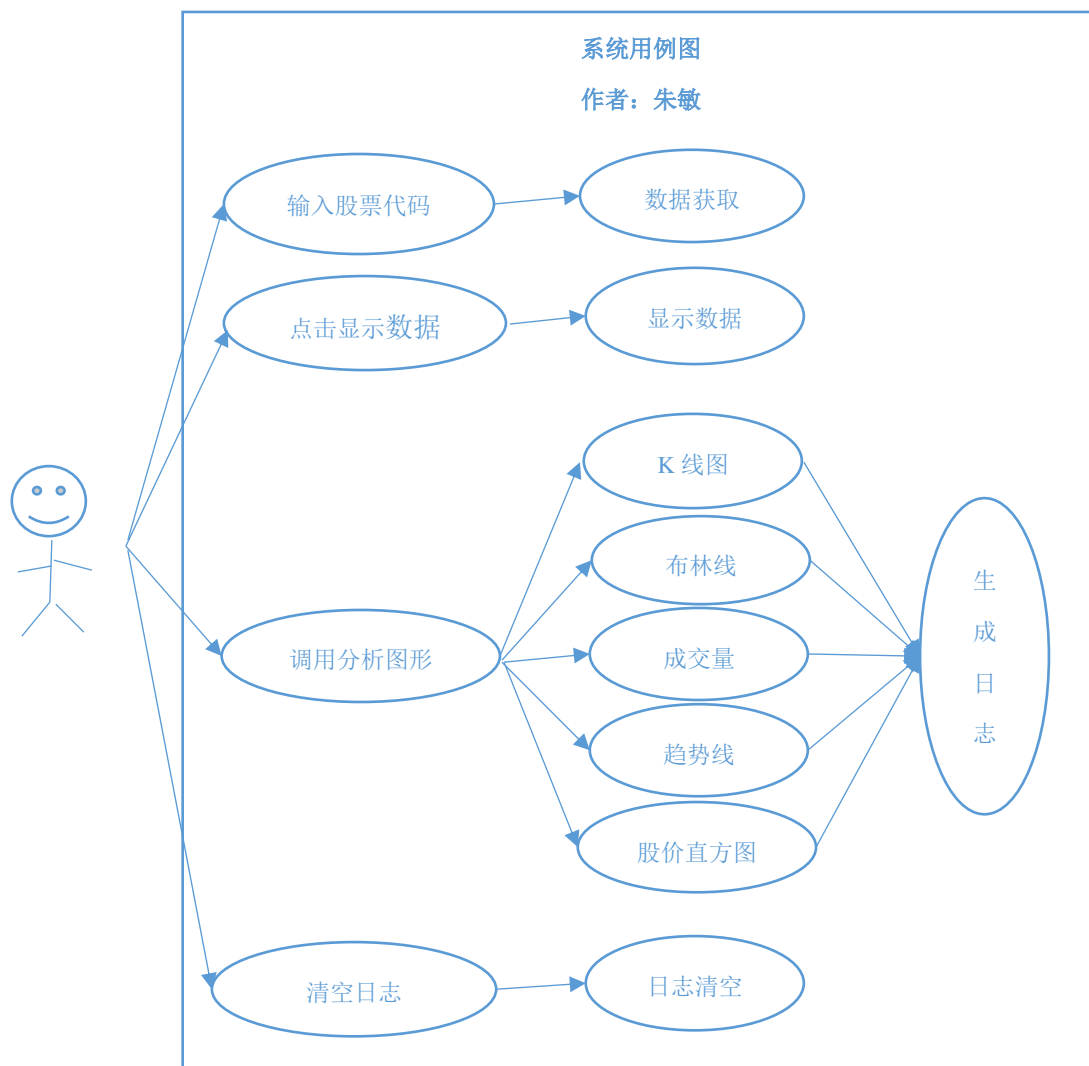 系统用例图
作者：朱敏
输入股票代码
数据获取
点击显示数据
显示数据
K 线图
布林线
调用分析图形
成交量
趋势线
股价直方图
生
成
日
志
清空日志
日志清空